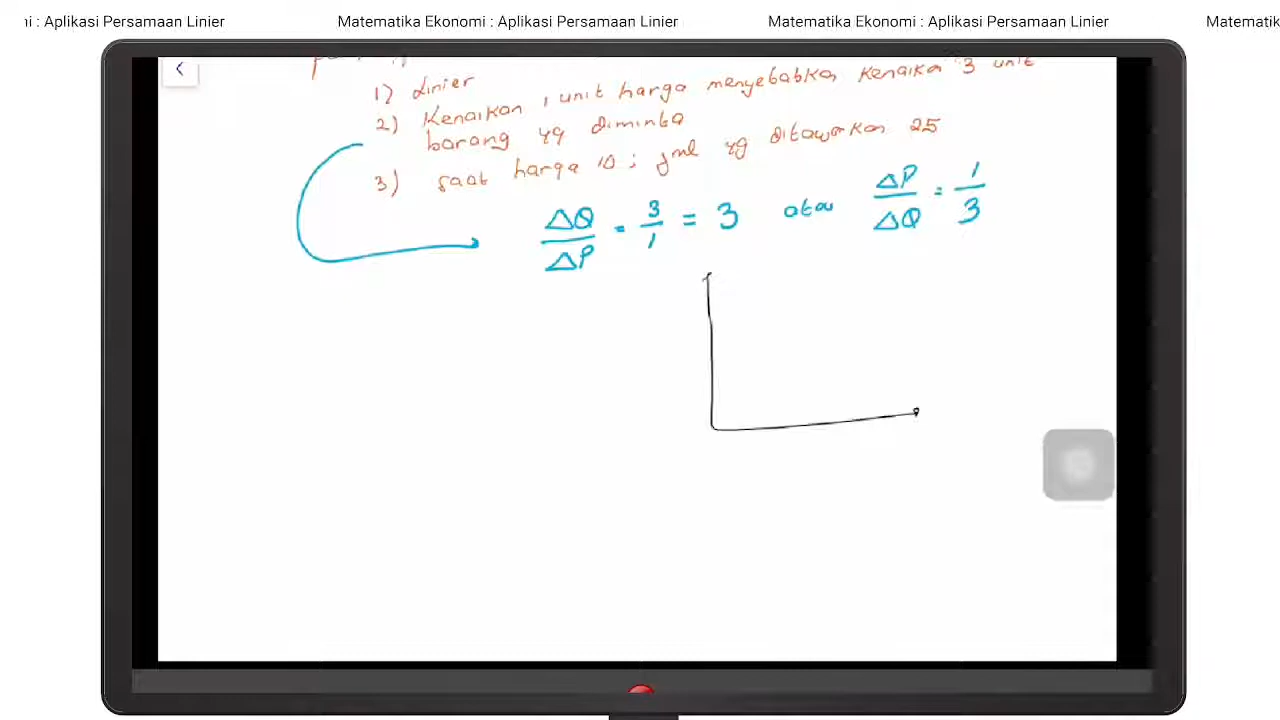 ıi : Aplikasi Persamaan Linier Matematika Ekonomi : Aplikasi Persamaan Linier Matematika Ekonomi : Aplikasi Persamaan Linier Matematik
1) Linier
2) Kenaikan 1 unit harga menyebabkan kenaika 3 unit
barang yg diminta
3) saat harga 10 ; jml yg ditawarkan 25
ΔQ/ΔP = 3/1 = 3 atau ΔP/ΔQ = 1/3